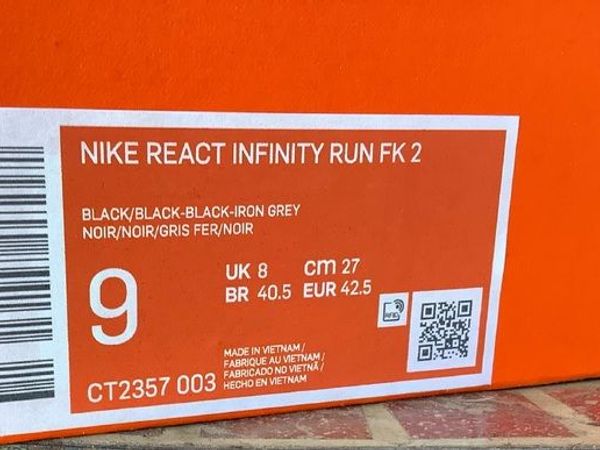 NIKE REACT INFINITY RUN FK 2
BLACK/BLACK-BLACK-IRON GREY
NOIR/NOIR/GRIS FER/NOIR
9
UK 8 cm 27
BR 40.5 EUR 42.5
RFID
MADE IN VIETNAM /
FABRIQUE AU VIETNAM /
FABRICADO NO VIETNÃ /
HECHO EN VIETNAM
CT2357 003